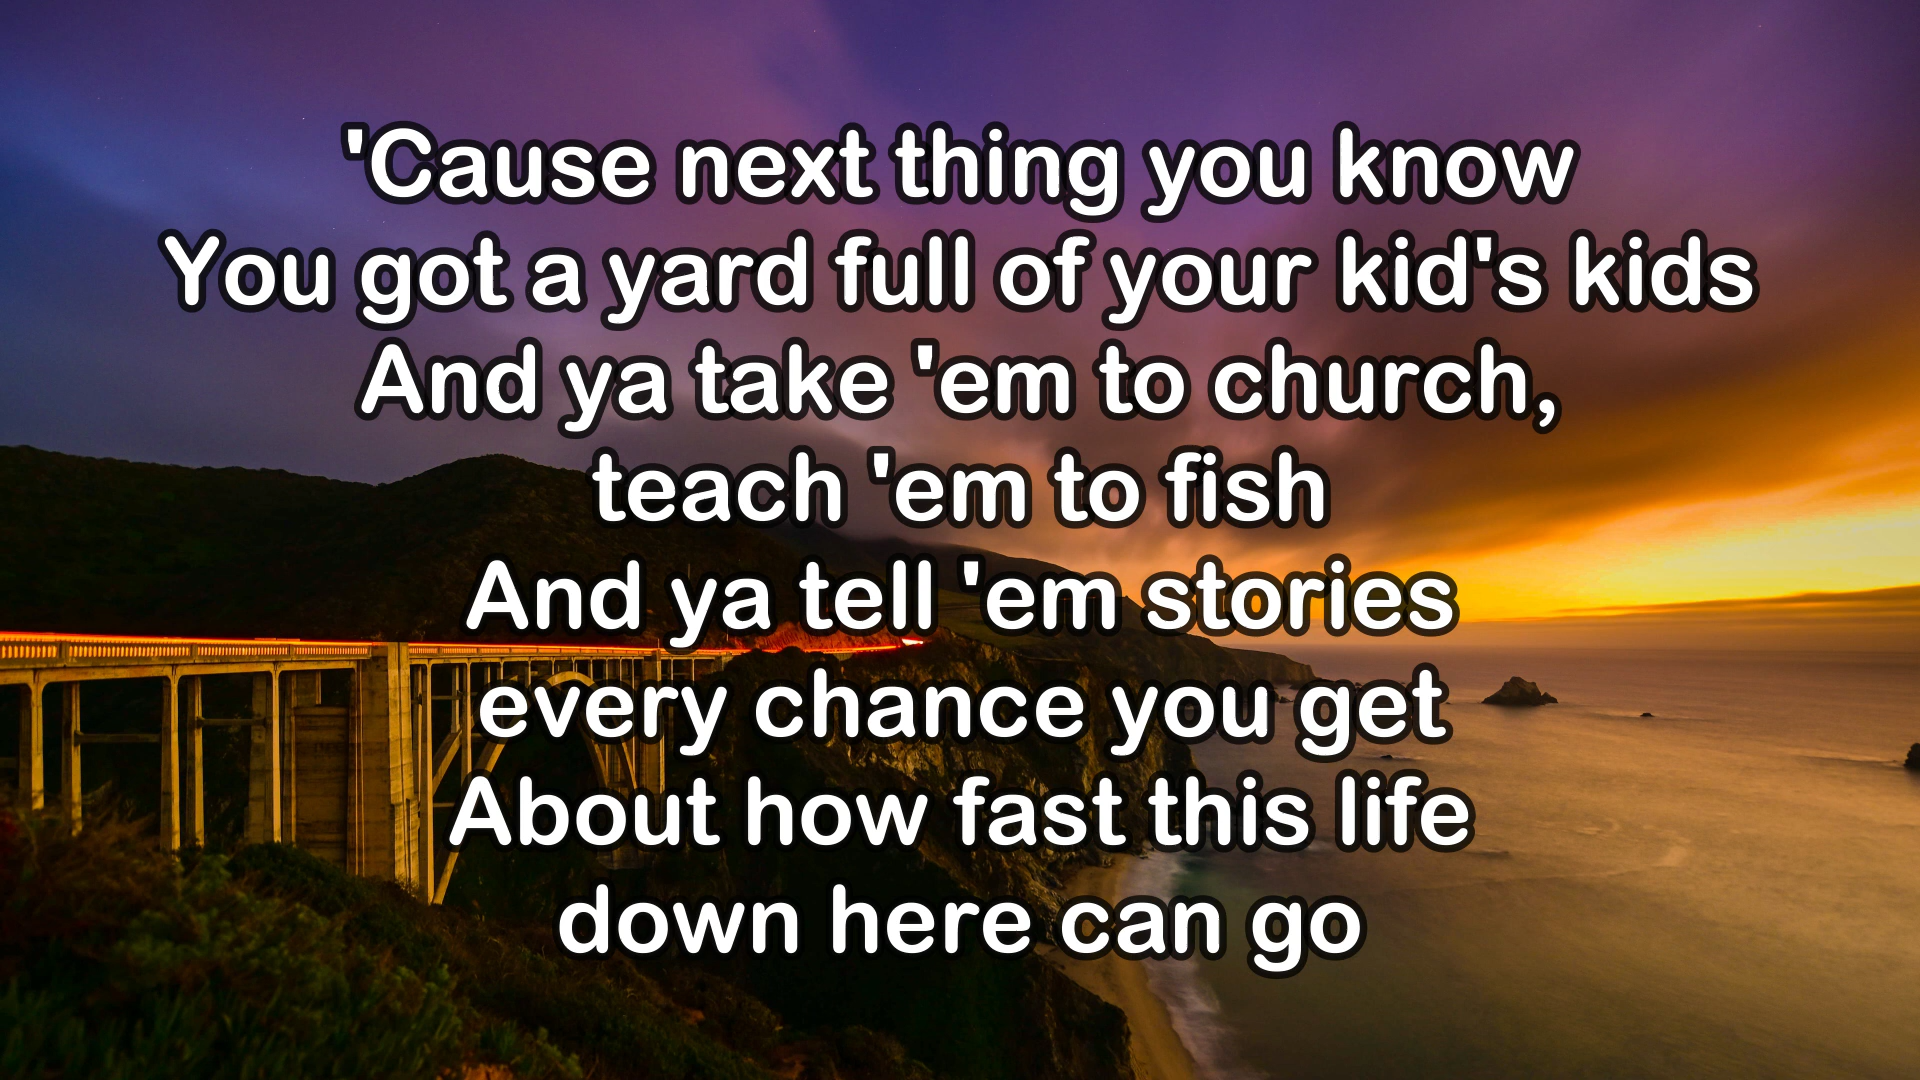 'Cause next thing you know
You got a yard full of your kid's kids
And ya take 'em to church,
teach 'em to fish
And ya tell 'em stories
every chance you get
About how fast this life
down here can go